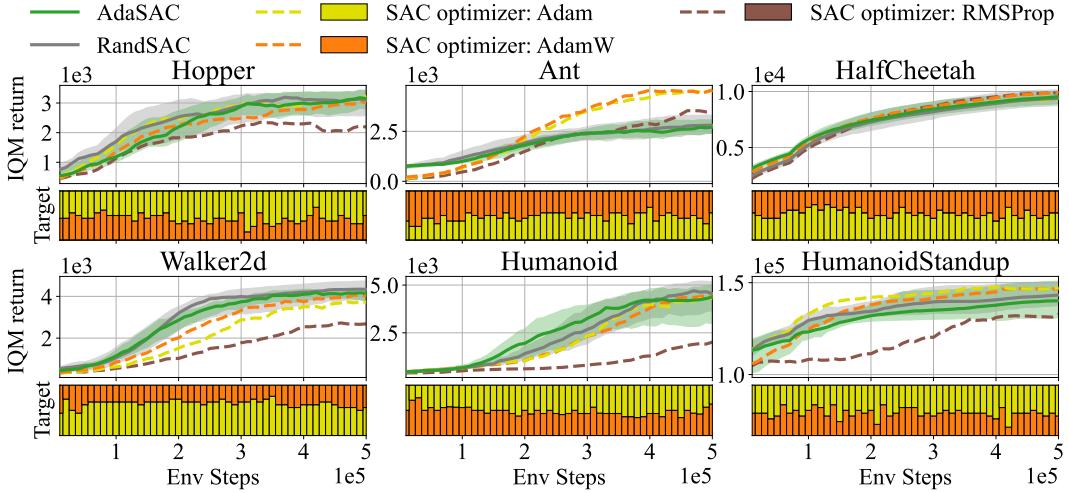 AdaSAC SAC optimizer: Adam SAC optimizer: RMSProp
RandSAC SAC optimizer: AdamW
1e3 Hopper 1e3 Ant 1e4 HalfCheetah
IQM return
3
2
1
2.5
0.0
1.0
0.5
Target
1e3 Walker2d 1e3 Humanoid 1e5 HumanoidStandup
IQM return
4
2
5.0
2.5
1.5
1.0
Target
1 2 3 4 5 1 2 3 4 5 1 2 3 4 5
Env Steps 1e5 Env Steps 1e5 Env Steps 1e5